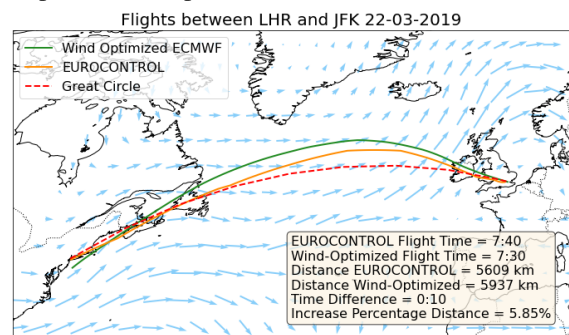 Flights between LHR and JFK 22-03-2019
Wind Optimized ECMWF
EUROCONTROL
Great Circle
EUROCONTROL Flight Time = 7:40
Wind-Optimized Flight Time = 7:30
Distance EUROCONTROL = 5609 km
Distance Wind-Optimized = 5937 km
Time Difference = 0:10
Increase Percentage Distance = 5.85%